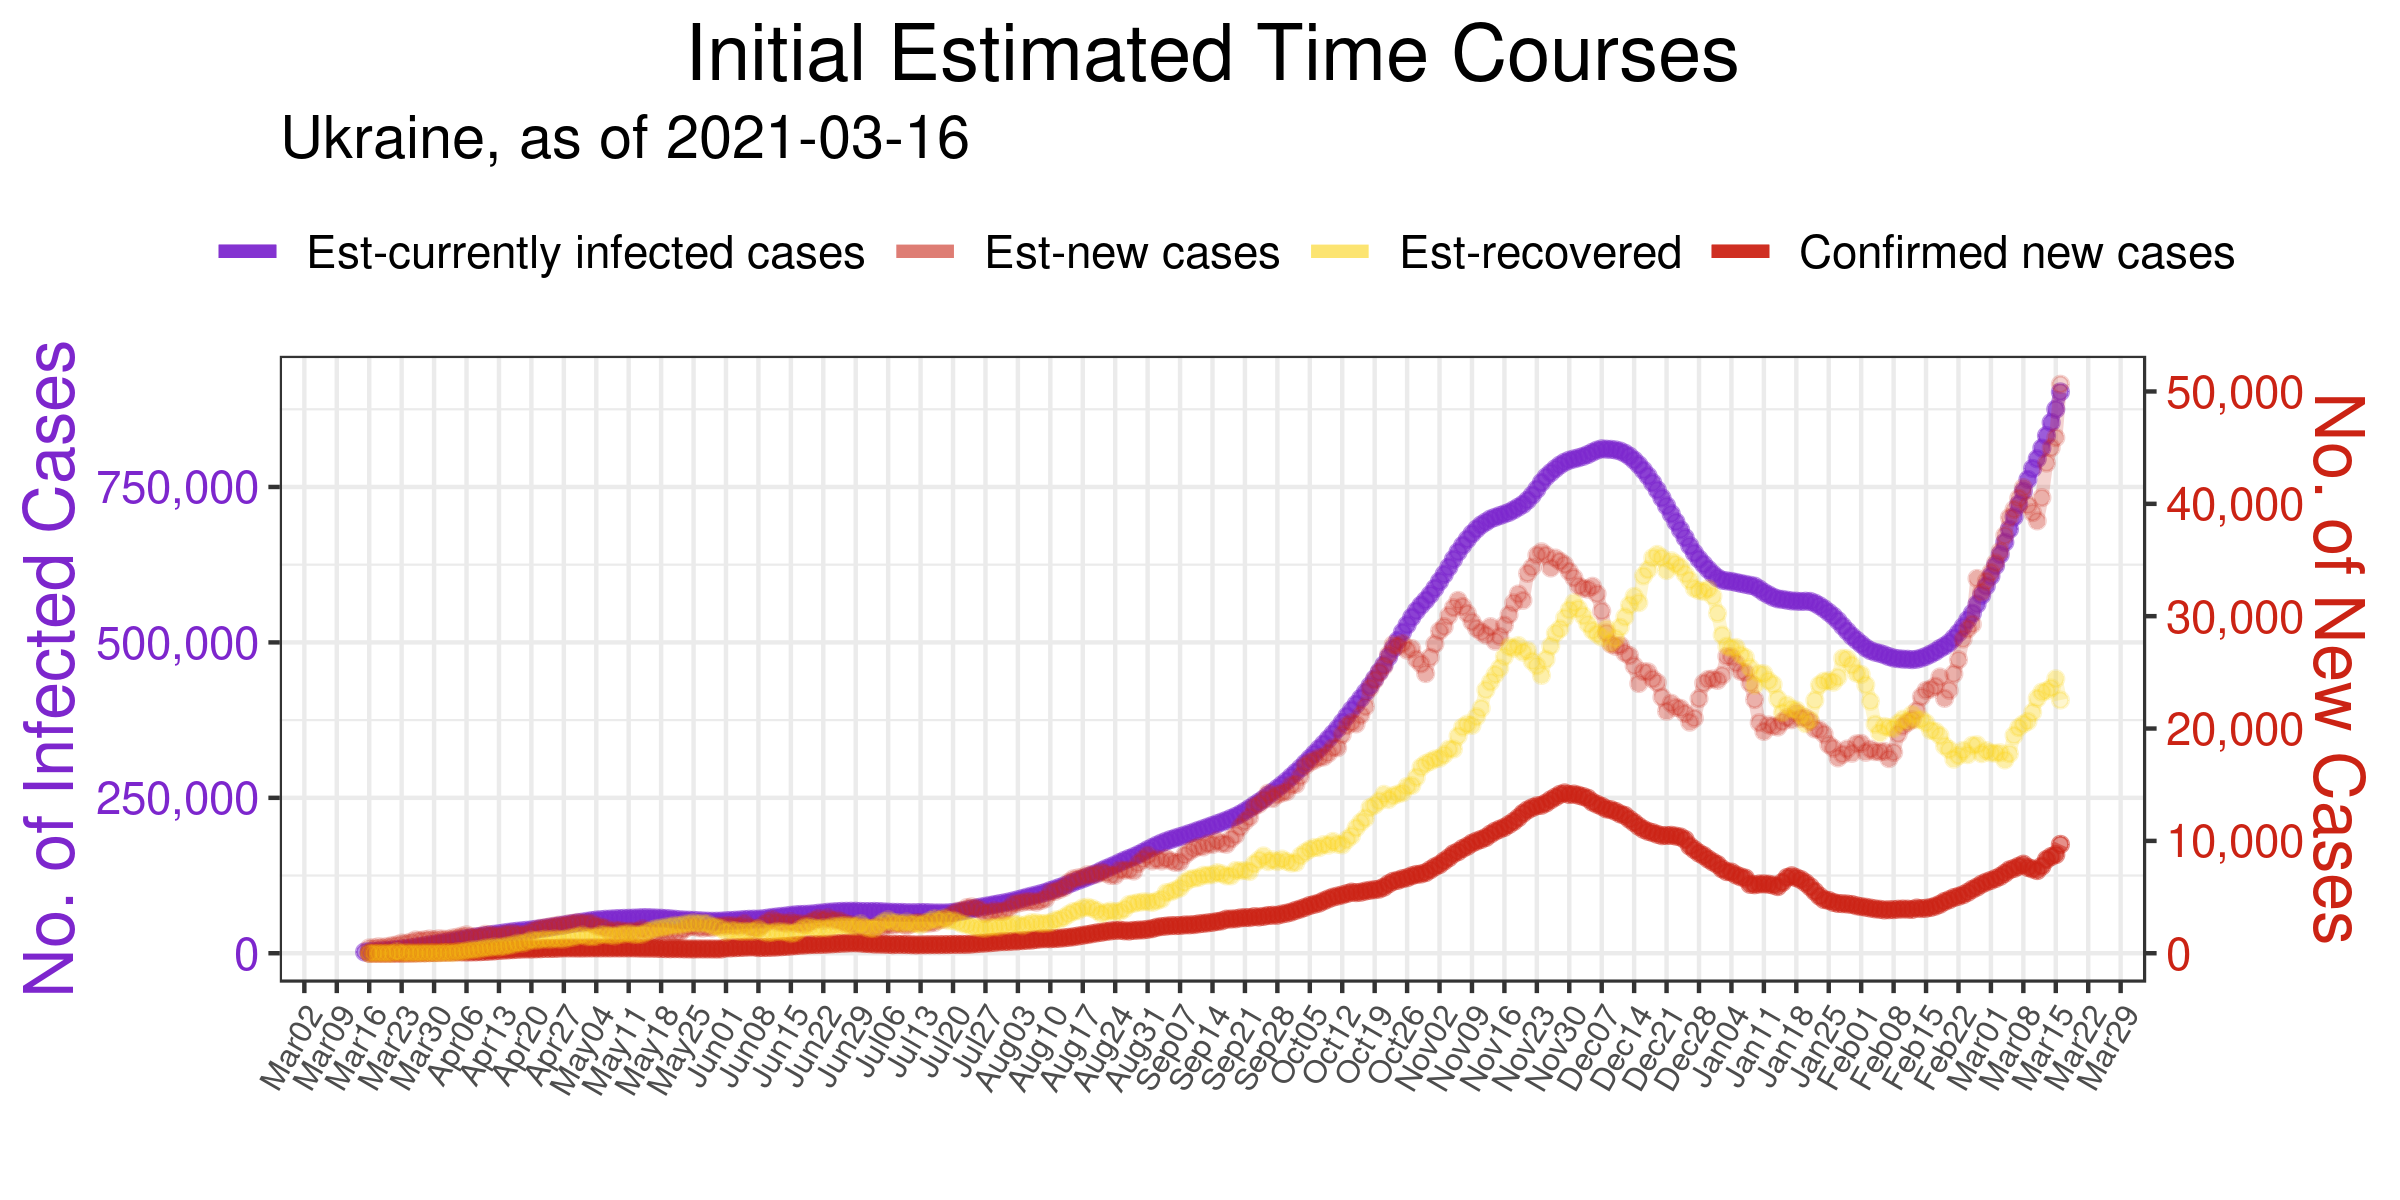 Initial Estimated Time Courses
Ukraine, as of 2021-03-16
Est-currently infected cases Est-new cases Est-recovered Confirmed new cases
No. of Infected Cases
750,000
500,000
250,000
0
50,000
40,000
30,000
20,000
10,000
0
No. of New Cases
Mar02
Mar09
Mar16
Mar23
Mar30
Apr06
Apr13
Apr20
Apr27
May04
May11
May18
May25
Jun01
Jun08
Jun15
Jun22
Jun29
Jul06
Jul13
Jul20
Jul27
Aug03
Aug10
Aug17
Aug24
Aug31
Sep07
Sep14
Sep21
Sep28
Oct05
Oct12
Oct19
Oct26
Nov02
Nov09
Nov16
Nov23
Nov30
Dec07
Dec14
Dec21
Dec28
Jan04
Jan11
Jan18
Jan25
Feb01
Feb08
Feb15
Feb22
Mar01
Mar08
Mar15
Mar22
Mar29